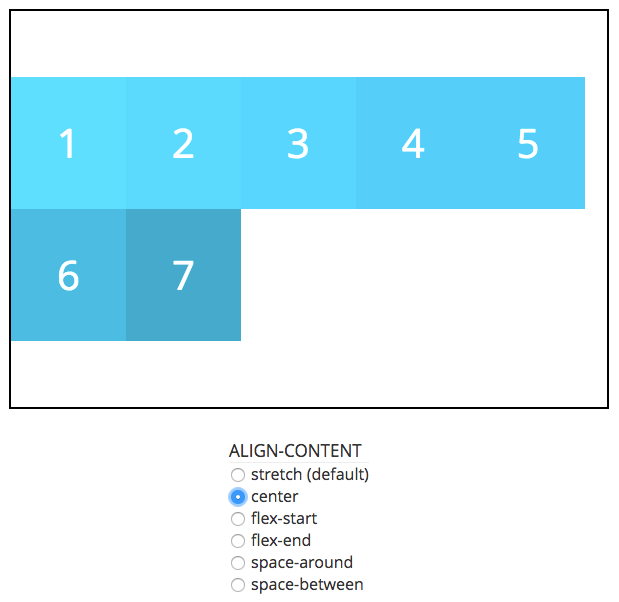 1 2 3 4 5
6 7
ALIGN-CONTENT
stretch (default)
center
flex-start
flex-end
space-around
space-between